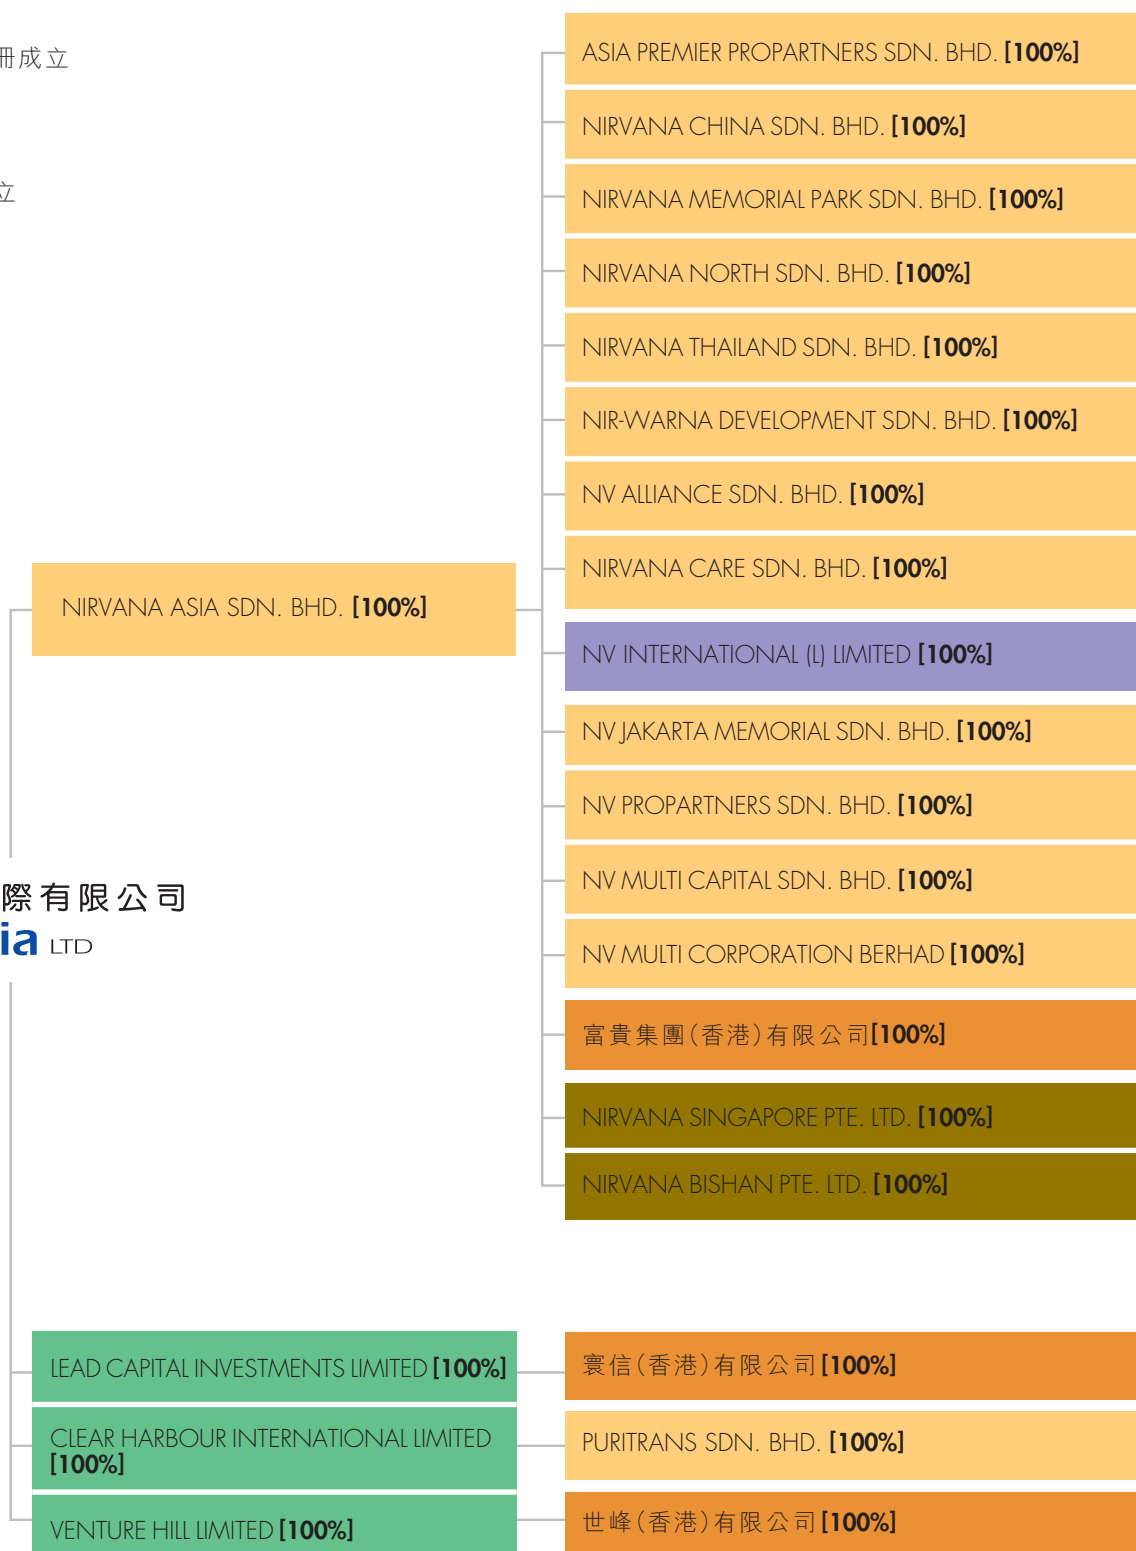 冊成立
立
ASIA PREMIER PROPARTNERS SDN. BHD. [100%]
NIRVANA CHINA SDN. BHD. [100%]
NIRVANA MEMORIAL PARK SDN. BHD. [100%]
NIRVANA NORTH SDN. BHD. [100%]
NIRVANA THAILAND SDN. BHD. [100%]
NIR-WARNA DEVELOPMENT SDN. BHD. [100%]
NV ALLIANCE SDN. BHD. [100%]
NIRVANA CARE SDN. BHD. [100%]
NIRVANA ASIA SDN. BHD. [100%]
NV INTERNATIONAL (L) LIMITED [100%]
NV JAKARTA MEMORIAL SDN. BHD. [100%]
NV PROPARTNERS SDN. BHD. [100%]
NV MULTI CAPITAL SDN. BHD. [100%]
際有限公司
ia LTD
NV MULTI CORPORATION BERHAD [100%]
富貴集團(香港)有限公司[100%]
NIRVANA SINGAPORE PTE. LTD. [100%]
NIRVANA BISHAN PTE. LTD. [100%]
LEAD CAPITAL INVESTMENTS LIMITED [100%]
寰信(香港)有限公司[100%]
CLEAR HARBOUR INTERNATIONAL LIMITED
[100%]
PURITRANS SDN. BHD. [100%]
VENTURE HILL LIMITED [100%]
世峰(香港)有限公司[100%]